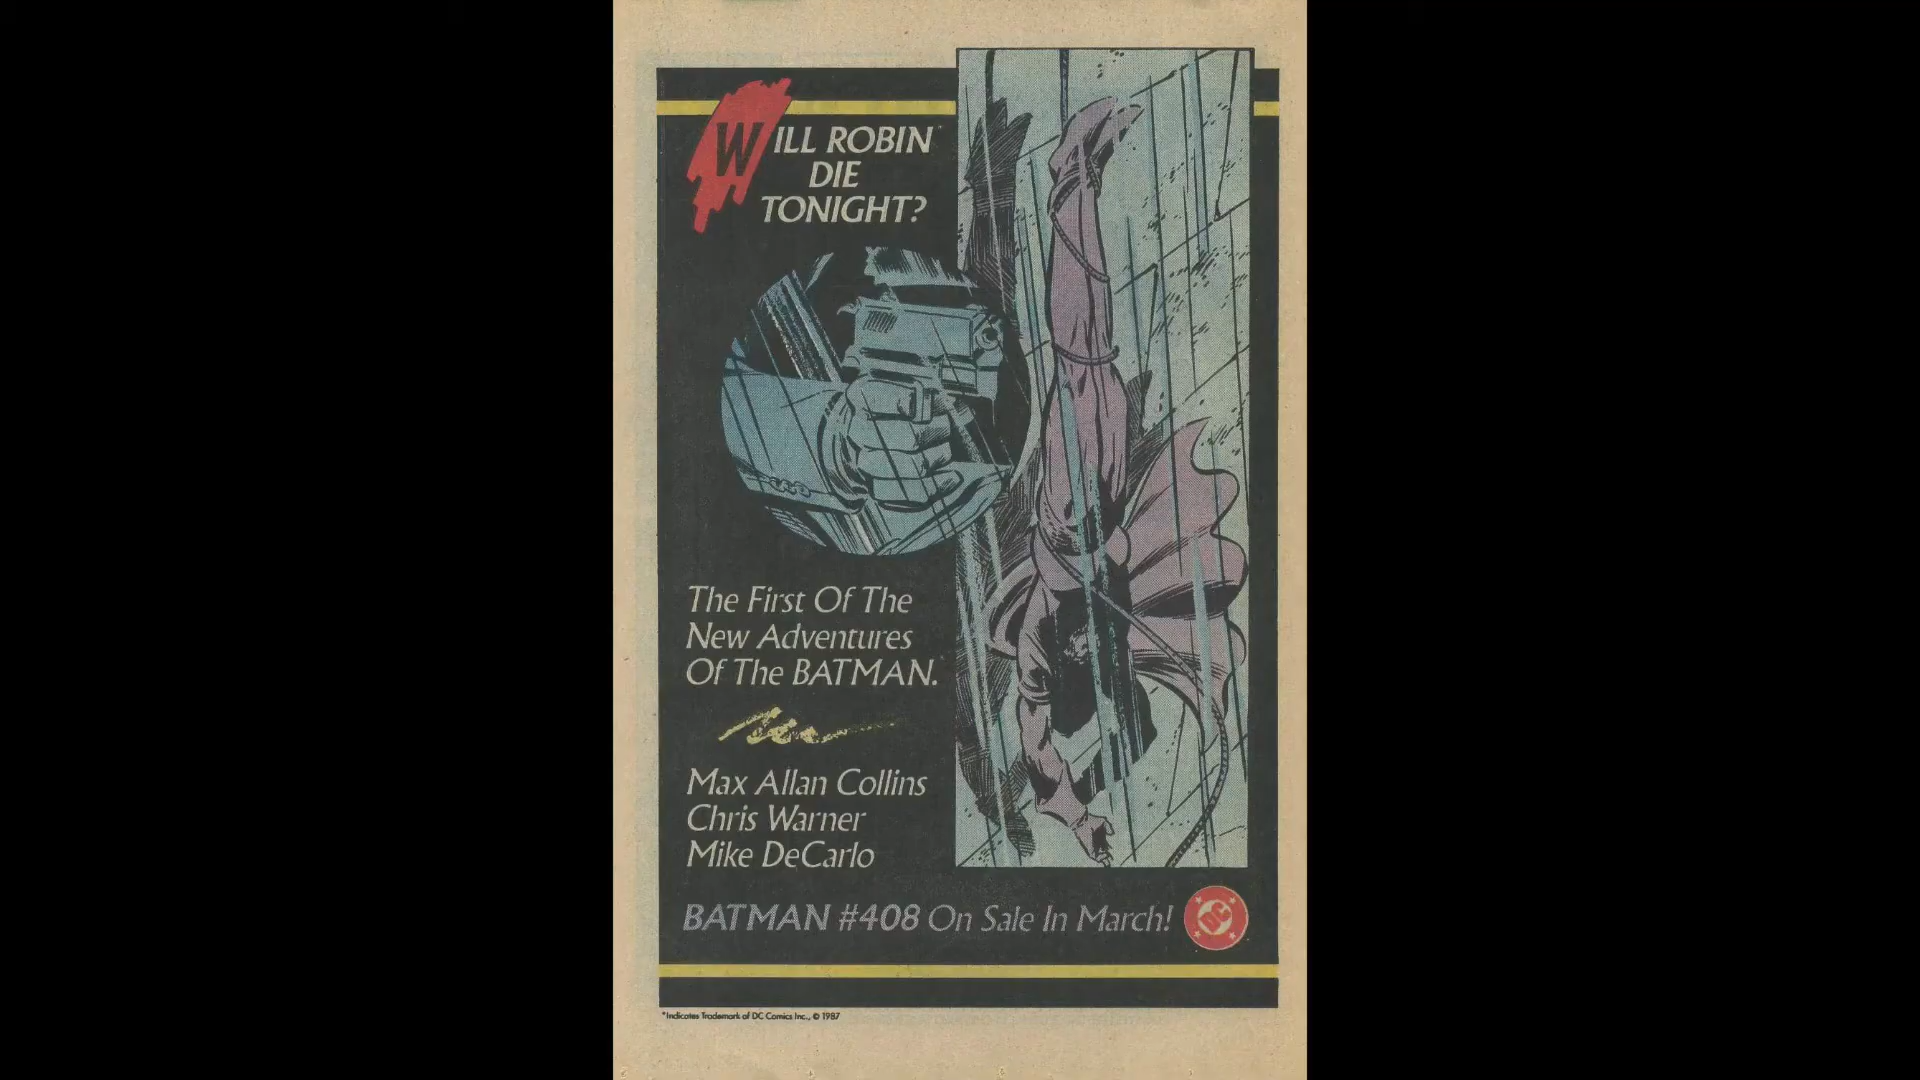 WILL ROBIN*
DIE
TONIGHT?
The First Of The
New Adventures
Of The BATMAN.*
Max Allan Collins
Chris Warner
Mike DeCarlo
BATMAN #408 On Sale In March!
DC
*Indicates Trademark of DC Comics Inc., © 1987